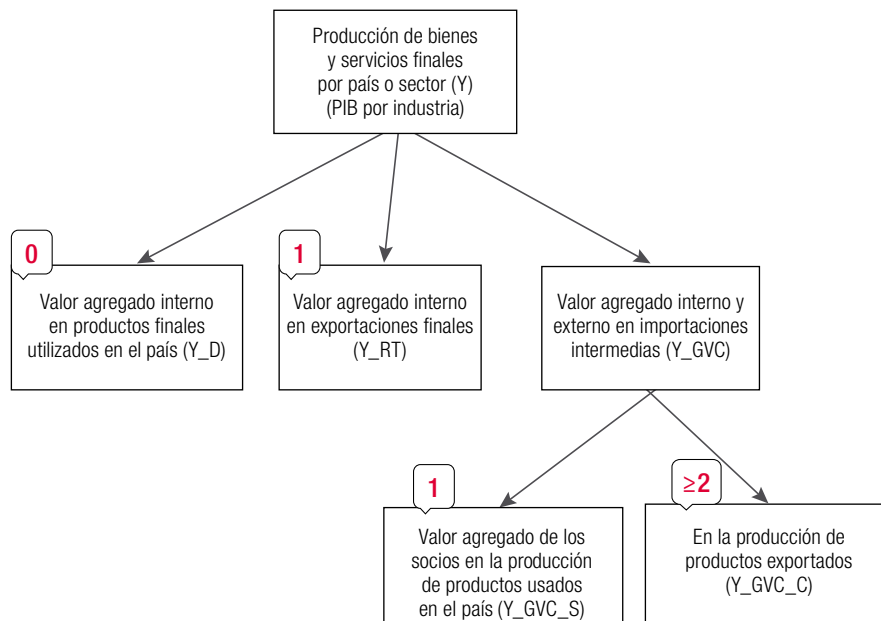 Producción de bienes
y servicios finales
por país o sector (Y)
(PIB por industria)
0
Valor agregado interno
en productos finales
utilizados en el país (Y_D)
1
Valor agregado interno
en exportaciones finales
(Y_RT)
Valor agregado interno y
externo en importaciones
intermedias (Y_GVC)
1
Valor agregado de los
socios en la producción
de productos usados
en el país (Y_GVC_S)
≥2
En la producción de
productos exportados
(Y_GVC_C)